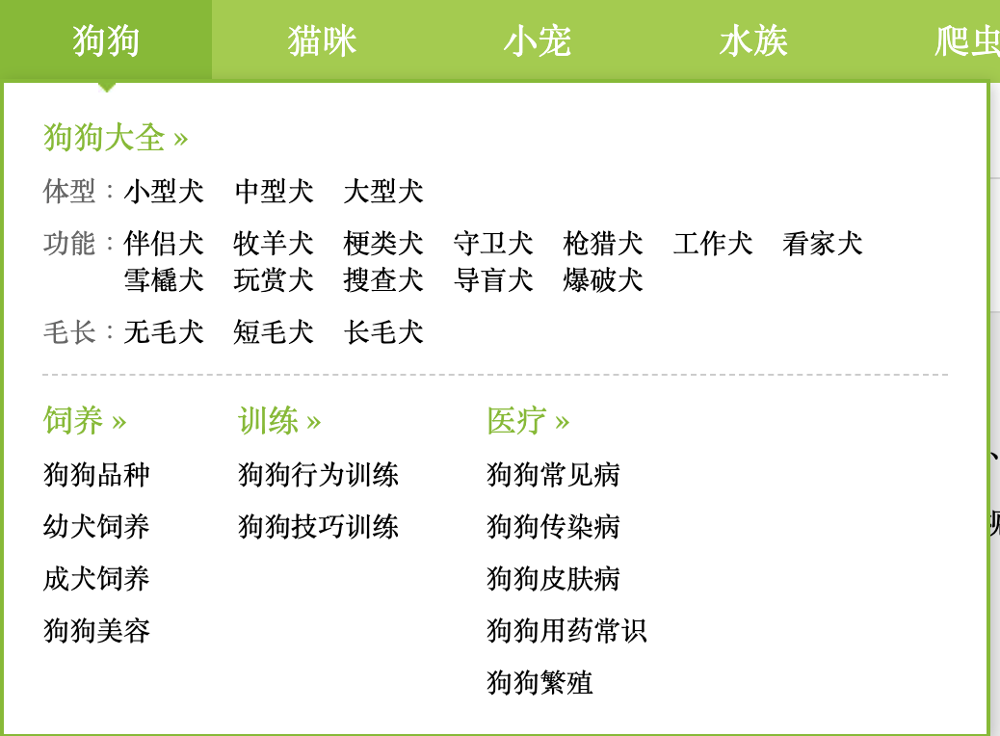 狗狗 猫咪 小宠 水族 爬虫
狗狗大全 »
体型：小型犬 中型犬 大型犬
功能：伴侣犬 牧羊犬 梗类犬 守卫犬 枪猎犬 工作犬 看家犬
雪橇犬 玩赏犬 搜查犬 导盲犬 爆破犬
毛长：无毛犬 短毛犬 长毛犬
饲养 » 训练 » 医疗 »
狗狗品种 狗狗行为训练 狗狗常见病
幼犬饲养 狗狗技巧训练 狗狗传染病
成犬饲养 狗狗皮肤病
狗狗美容 狗狗用药常识
狗狗繁殖